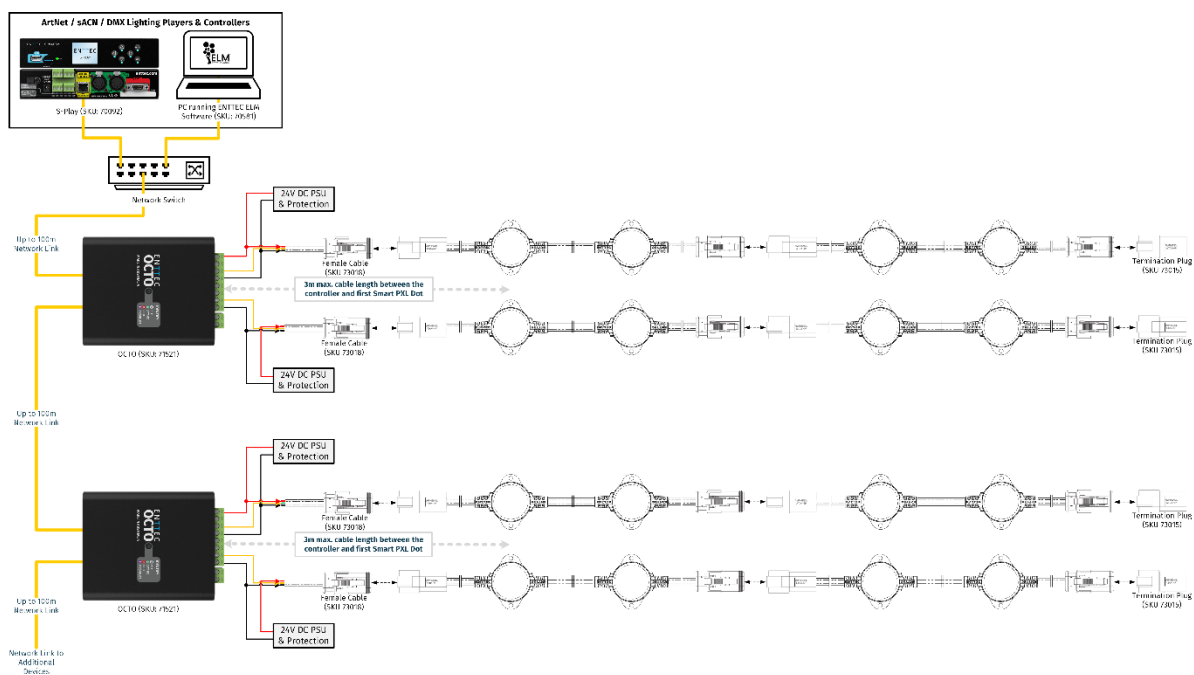 ArtNet / sACN / DMX Lighting Players & Controllers
ENTTEC
ELM
S-Play (SKU: 70092)
PC running ENTTEC ELM
Software (SKU: 70581)
Network Switch
24V DC PSU
& Protection
Up to 100m
Network Link
ENTTEC
OCTO
Female Cable
(SKU 73018)
Termination Plug
(SKU 73015)
3m max. cable length between the
controller and first Smart PXL Dot
Female Cable
(SKU 73018)
Termination Plug
(SKU 73015)
OCTO (SKU: 71521)
24V DC PSU
& Protection
Up to 100m
Network Link
24V DC PSU
& Protection
ENTTEC
OCTO
Female Cable
(SKU 73018)
Termination Plug
(SKU 73015)
3m max. cable length between the
controller and first Smart PXL Dot
Female Cable
(SKU 73018)
Termination Plug
(SKU 73015)
OCTO (SKU: 71521)
Up to 100m
Network Link
24V DC PSU
& Protection
Network Link to
Additional
Devices